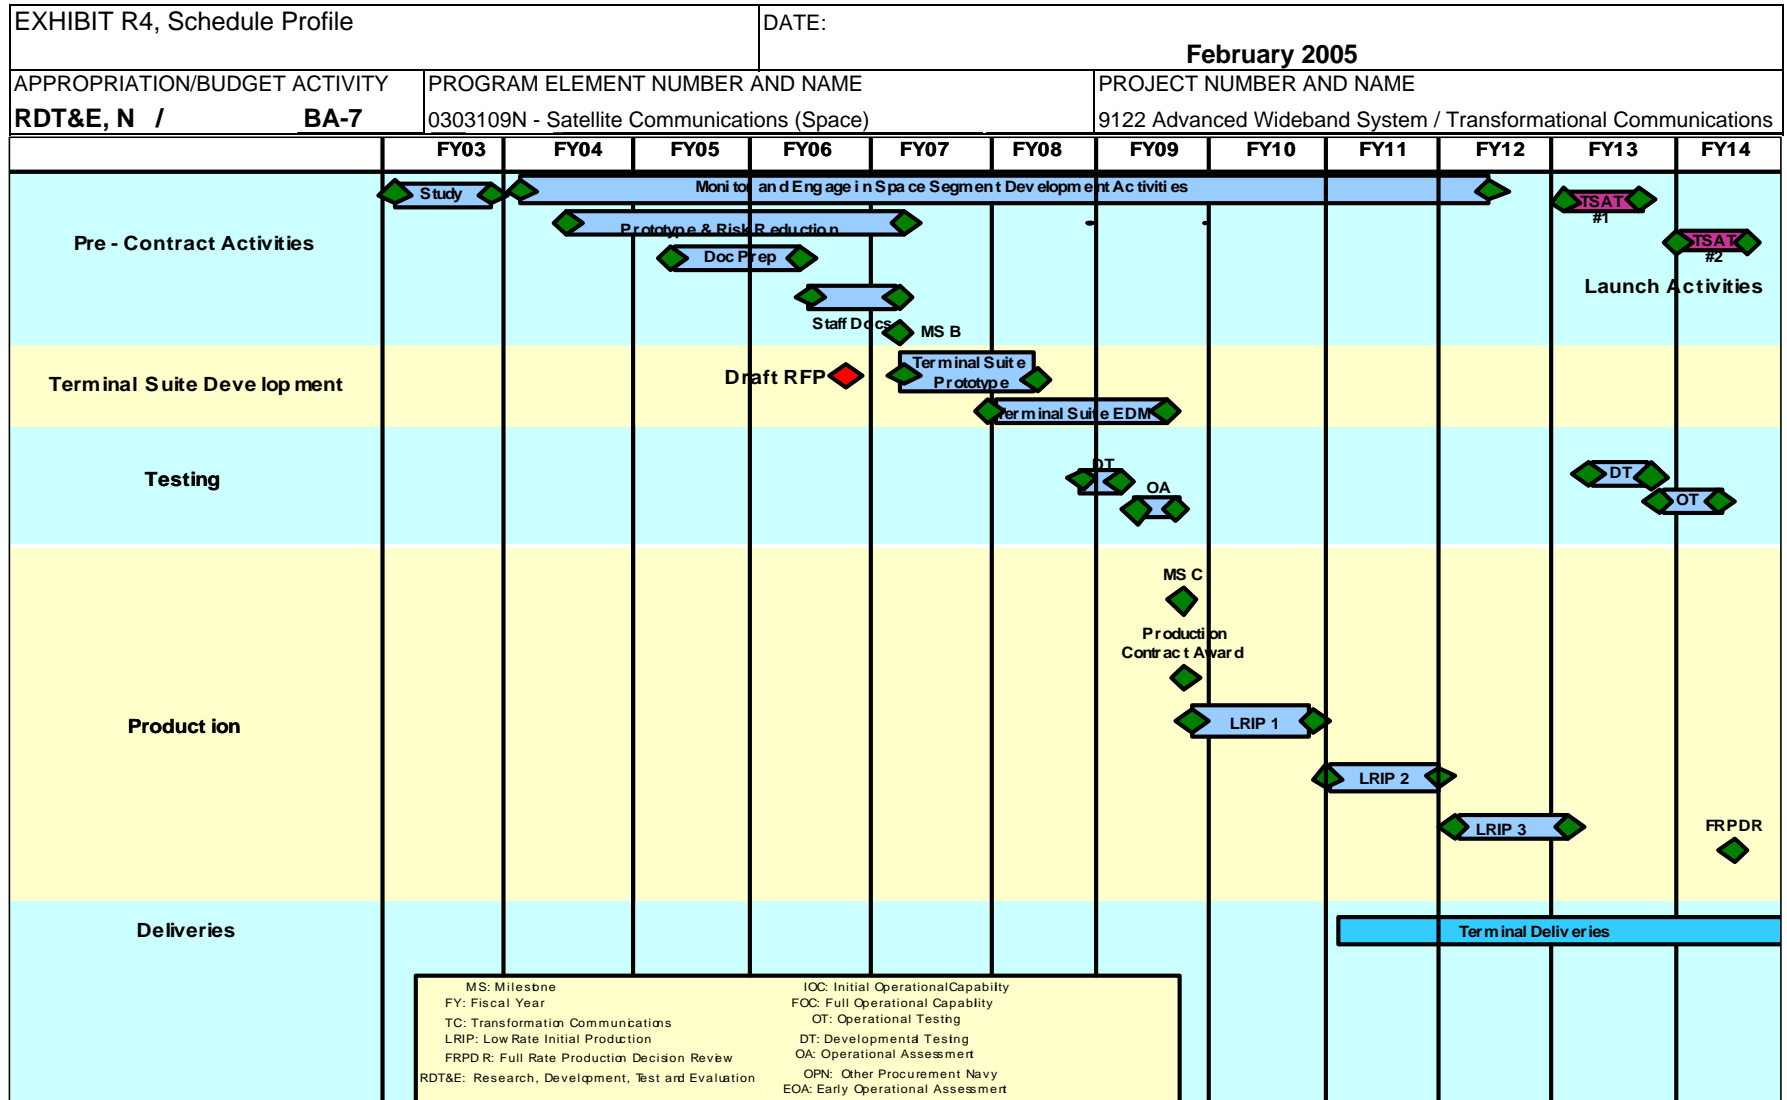 EXHIBIT R4, Schedule Profile
DATE:
February 2005
APPROPRIATION/BUDGET ACTIVITY
PROGRAM ELEMENT NUMBER AND NAME
PROJECT NUMBER AND NAME
RDT&E, N / BA-7
0303109N - Satellite Communications (Space)
9122 Advanced Wideband System / Transformational Communications
FY03 FY04 FY05 FY06 FY07 FY08 FY09 FY10 FY11 FY12 FY13 FY14
Pre - Contract Activities
Study
Monitor and Engage in Space Segment Development Activities
TSAT
#1
Prototype & Risk Reduction
TSAT
#2
Doc Prep
Launch Activities
Staff Docs
MS B
Terminal Suite Development
Draft RFP
Terminal Suite
Prototype
Terminal Suite EDM
Testing
DT
OA
DT
OT
Production
MS C
Production
Contract Award
LRIP 1
LRIP 2
LRIP 3
FRPDR
Deliveries
Terminal Deliveries
MS: Milestone
FY: Fiscal Year
TC: Transformation Communications
LRIP: Low Rate Initial Production
FRPDR: Full Rate Production Decision Review
RDT&E: Research, Development, Test and Evaluation
IOC: Initial Operational Capability
FOC: Full Operational Capability
OT: Operational Testing
DT: Developmental Testing
OA: Operational Assessment
OPN: Other Procurement Navy
EOA: Early Operational Assessment